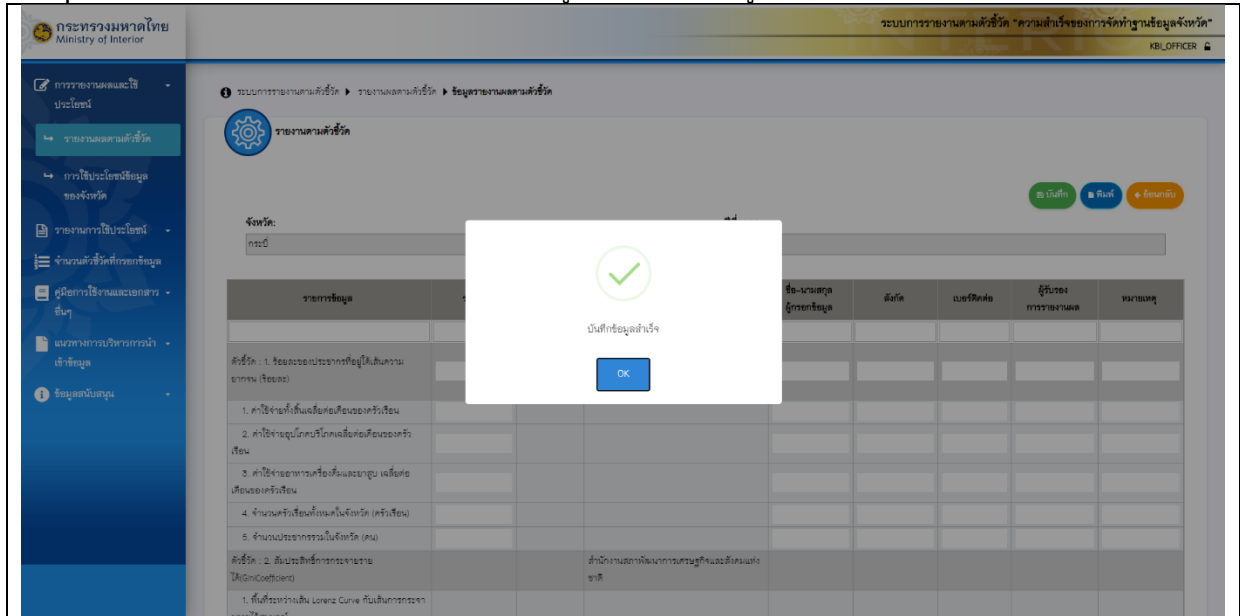 กระทรวงมหาดไทย
Ministry of Interior
ระบบการรายงานตามตัวชี้วัด "ความสำเร็จของการจัดทำฐานข้อมูลจังหวัด"
KBI_OFFICER
การรายงานผลและใช้
ประโยชน์
รายงานผลตามตัวชี้วัด
การใช้ประโยชน์ข้อมูล
ของจังหวัด
รายงานการใช้ประโยชน์
จำนวนตัวชี้วัดที่กรอกข้อมูล
คู่มือการใช้งานและเอกสาร
อื่นๆ
แนวทางการบริหารการนำ
เข้าข้อมูล
ข้อมูลสนับสนุน
ระบบการรายงานตามตัวชี้วัด รายงานผลตามตัวชี้วัด ข้อมูลรายงานผลตามตัวชี้วัด
รายงานตามตัวชี้วัด
บันทึก พิมพ์ ย้อนกลับ
จังหวัด:
กระบี่
รายการข้อมูล
ชื่อ-นามสกุล
ผู้กรอกข้อมูล
สังกัด
เบอร์ติดต่อ
ผู้รับรอง
การรายงานผล
หมายเหตุ
บันทึกข้อมูลสำเร็จ
OK
ตัวชี้วัด : 1. ร้อยละของประชากรที่อยู่ใต้เส้นความ
ยากจน (ร้อยละ)
1. ค่าใช้จ่ายทั้งสิ้นเฉลี่ยต่อเดือนของครัวเรือน
2. ค่าใช้จ่ายอุปโภคบริโภคเฉลี่ยต่อเดือนของครัว
เรือน
3. ค่าใช้จ่ายอาหารเครื่องดื่มและยาสูบ เฉลี่ยต่อ
เดือนของครัวเรือน
4. จำนวนครัวเรือนทั้งหมดในจังหวัด (ครัวเรือน)
5. จำนวนประชากรรวมในจังหวัด (คน)
ตัวชี้วัด : 2. สัมประสิทธิ์การกระจายราย
ได้(GiniCoefficient)
สำนักงานสภาพัฒนาการเศรษฐกิจและสังคมแห่ง
ชาติ
1. พื้นที่ระหว่างเส้น Lorenz Curve กับเส้นการกระจา